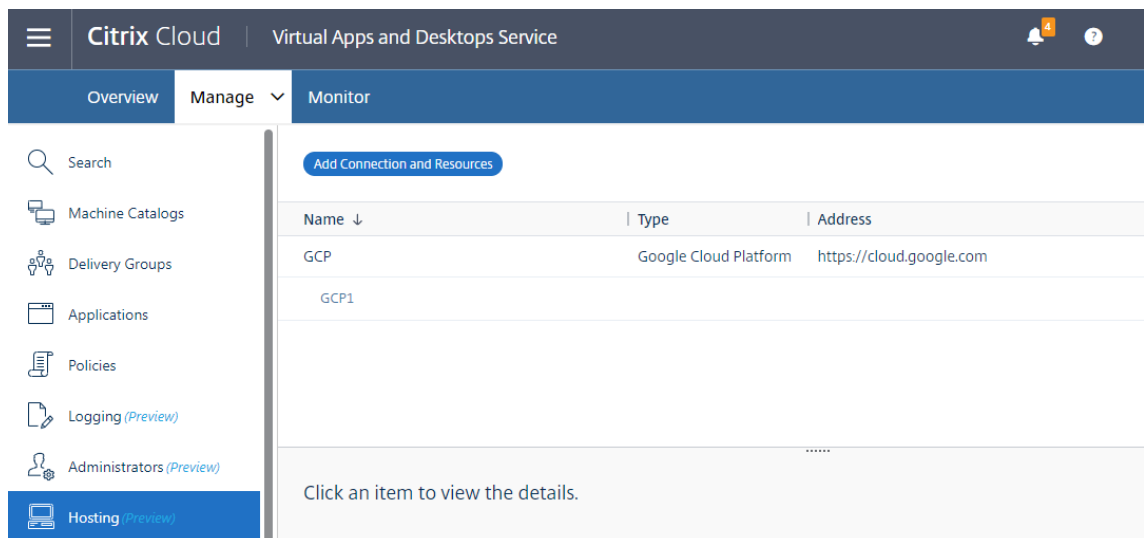 Citrix Cloud | Virtual Apps and Desktops Service 4 ?
Overview Manage Monitor
Search
Machine Catalogs
Delivery Groups
Applications
Policies
Logging (Preview)
Administrators (Preview)
Hosting (Preview)
Add Connection and Resources
Name ↓ Type Address
GCP Google Cloud Platform https://cloud.google.com
GCP1
Click an item to view the details.